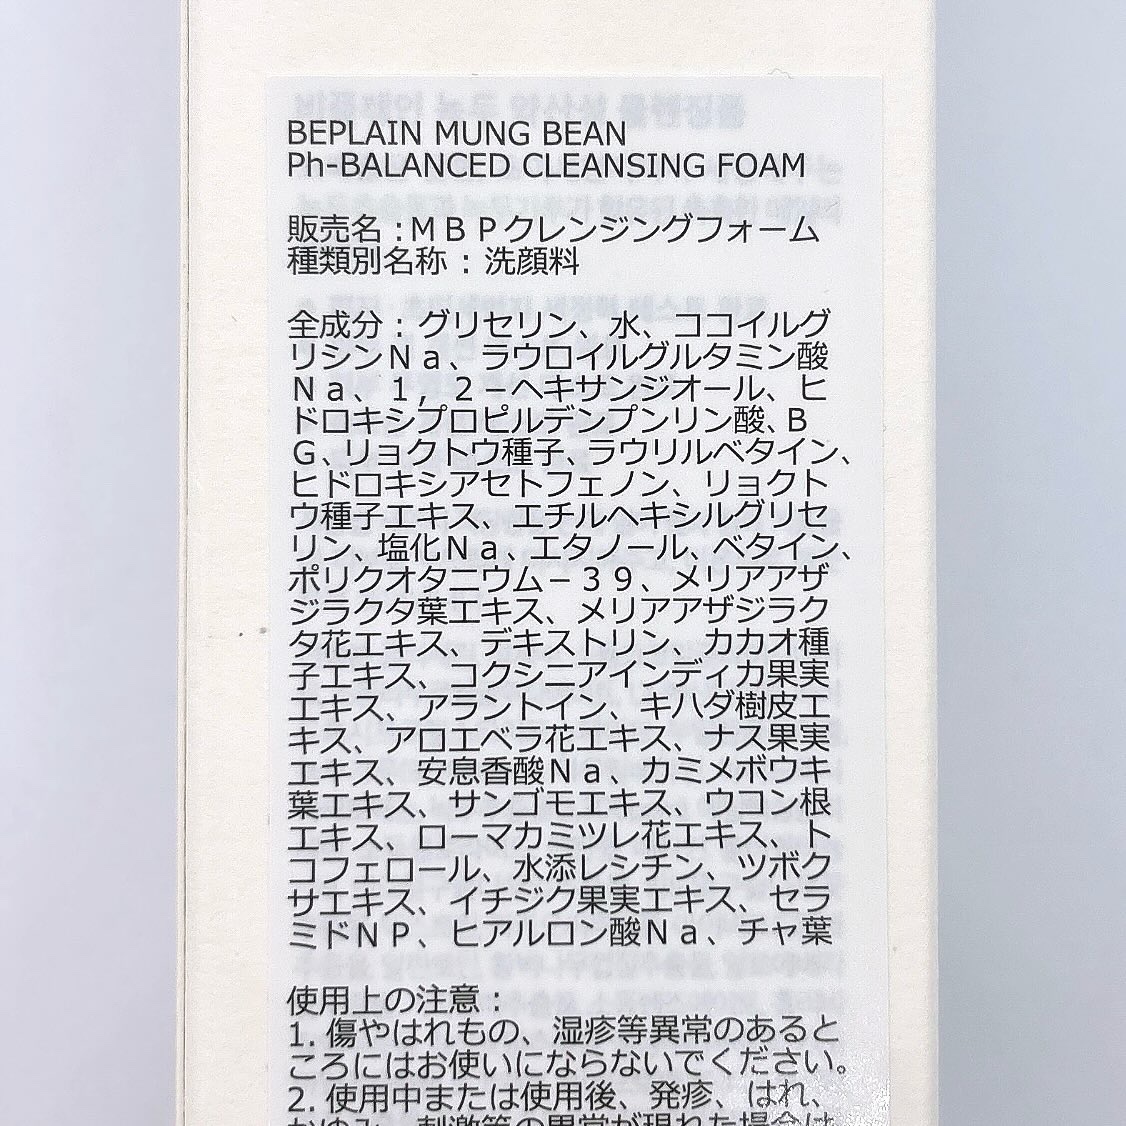 BEPLAIN MUNG BEAN
Ph-BALANCED CLEANSING FOAM
販売名：ＭＢＰクレンジングフォーム
種類別名称：洗顔料
全成分：グリセリン、水、ココイルグ
リシンＮａ、ラウロイルグルタミン酸
Ｎａ、１，２－ヘキサンジオール、ヒ
ドロキシプロピルデンプンリン酸、Ｂ
Ｇ、リョクトウ種子、ラウリルベタイン、
ヒドロキシアセトフェノン、リョクト
ウ種子エキス、エチルヘキシルグリセ
リン、塩化Ｎａ、エタノール、ベタイン、
ポリクオタニウム－３９、メリアアザ
ジラクタ葉エキス、メリアアザジラク
タ花エキス、デキストリン、カカオ種
子エキス、コクシニアインディカ果実
エキス、アラントイン、キハダ樹皮エ
キス、アロエベラ花エキス、ナス果実
エキス、安息香酸Ｎａ、カミメボウキ
葉エキス、サンゴモエキス、ウコン根
エキス、ローマカミツレ花エキス、ト
コフェロール、水添レシチン、ツボク
サエキス、イチジク果実エキス、セラ
ミドＮＰ、ヒアルロン酸Ｎａ、チャ葉
使用上の注意：
1. 傷やはれもの、湿疹等異常のあると
ころにはお使いにならないでください。
2. 使用中または使用後、発疹、はれ、
かゆみ、刺激等の異常が現れた場合は